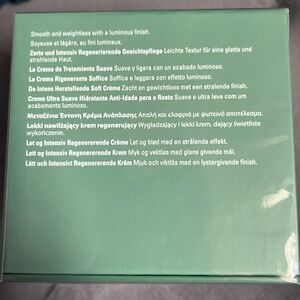 Smooth and weightless with a luminous finish.
Soyeuse et légère, au fini lumineux.
Zarte und Intensiv Regenerierende Gesichtspflege Leichte Textur für eine glatte und
strahlende Haut.
La Crema de Tratamiento Suave Suave y ligera con un acabado luminoso.
La Crema Rigenerante Soffice Soffice e leggera con effetto luminoso.
De Intens Herstellende Soft Crème Zacht en gewichtloos met een stralende finish.
Creme Ultra Suave Hidratante Anti-Idade para o Rosto Suave e ultra leve com um
acabamento luminoso.
Μεταξένια Έντονη Κρέμα Ανάπλασης Απαλή και ελαφριά με φωτεινό αποτέλεσμα.
Lekki nawilżający krem regenerujący Wygładzający i lekki krem, dający świetliste
wykończenie.
Let og Intensiv Regenererende Crème Let og blød med en strålende effekt.
Lett og Intensiv Regenererende Krem Myk og vektløs med glans givende mål.
Lätt och Intensivt Regenererande Kräm Mjuk och viktlös med en lystergivande finish.